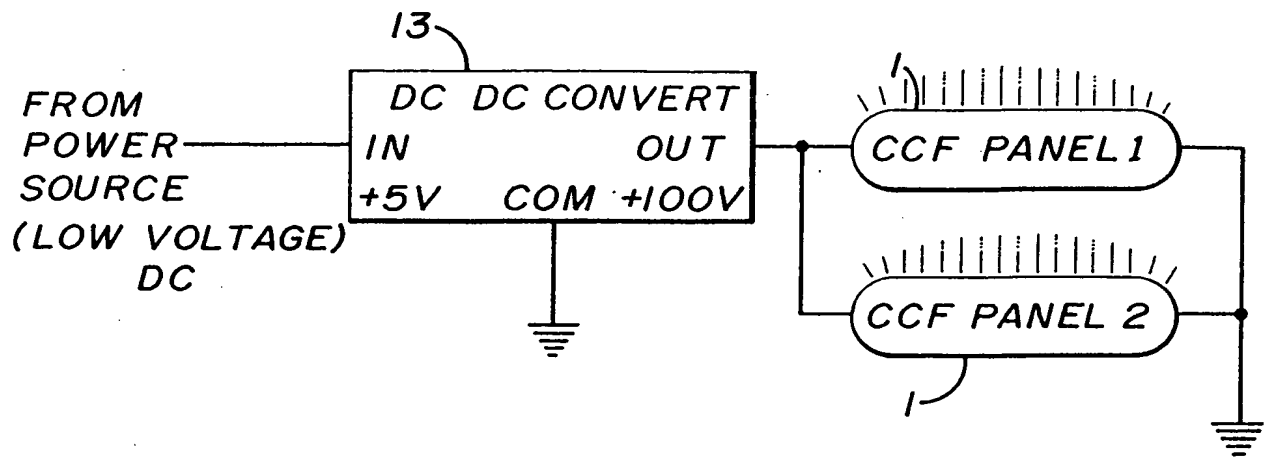 13
FROM
POWER
SOURCE
(LOW VOLTAGE)
DC
DC DC CONVERT
IN OUT
+5V COM +100V
1
CCF PANEL 1
CCF PANEL 2
1